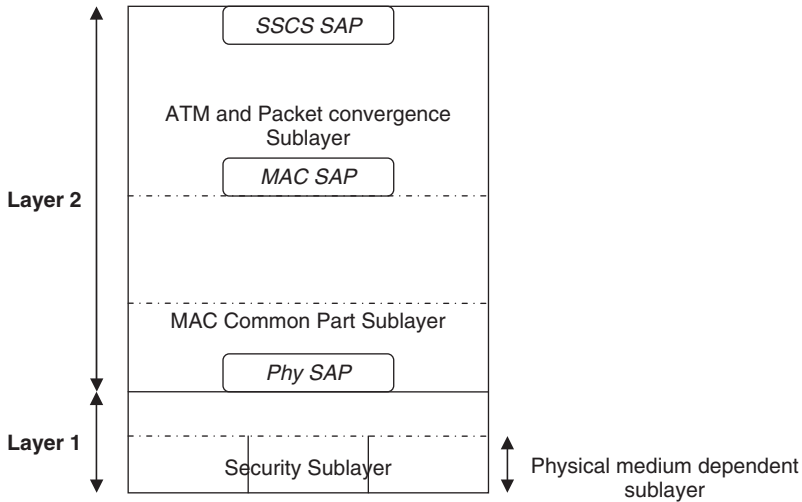 SSCS SAP
ATM and Packet convergence
Sublayer
MAC SAP
Layer 2
MAC Common Part Sublayer
Phy SAP
Layer 1
Security Sublayer
Physical medium dependent
sublayer